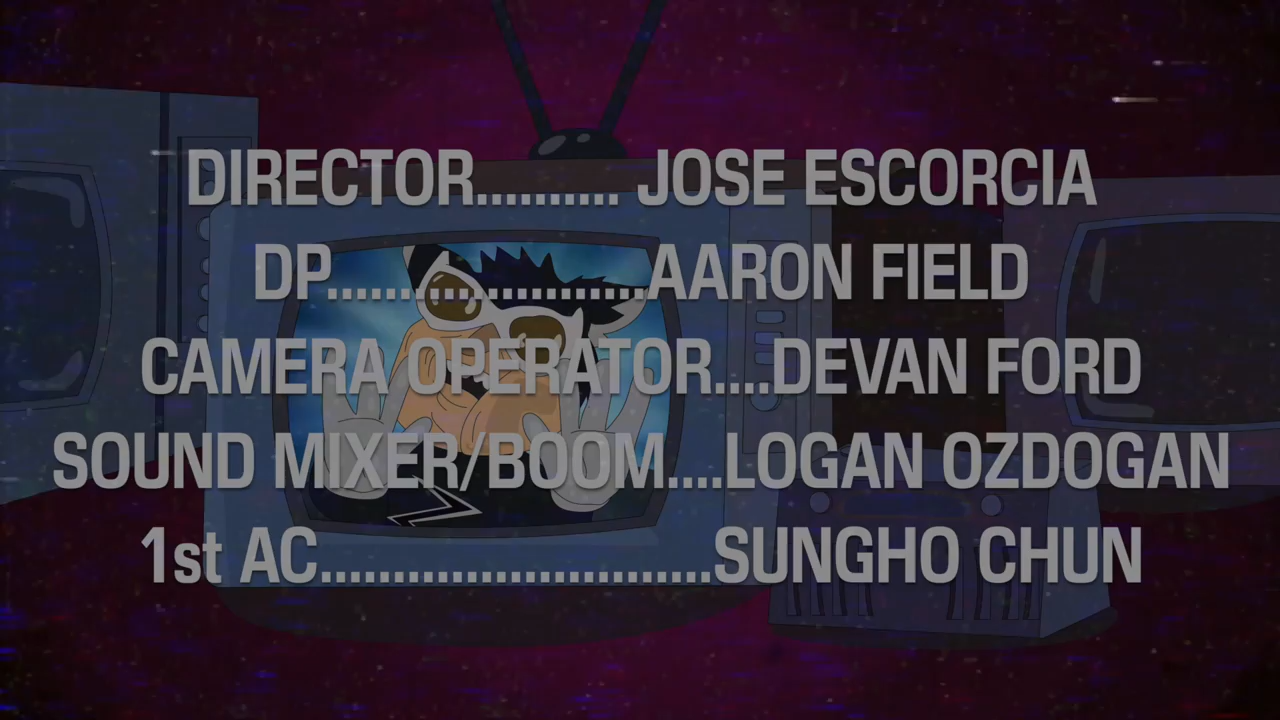 DIRECTOR.......... JOSE ESCORCIA
DP......................AARON FIELD
CAMERA OPERATOR....DEVAN FORD
SOUND MIXER/BOOM....LOGAN OZDOGAN
1st AC...........................SUNGHO CHUN